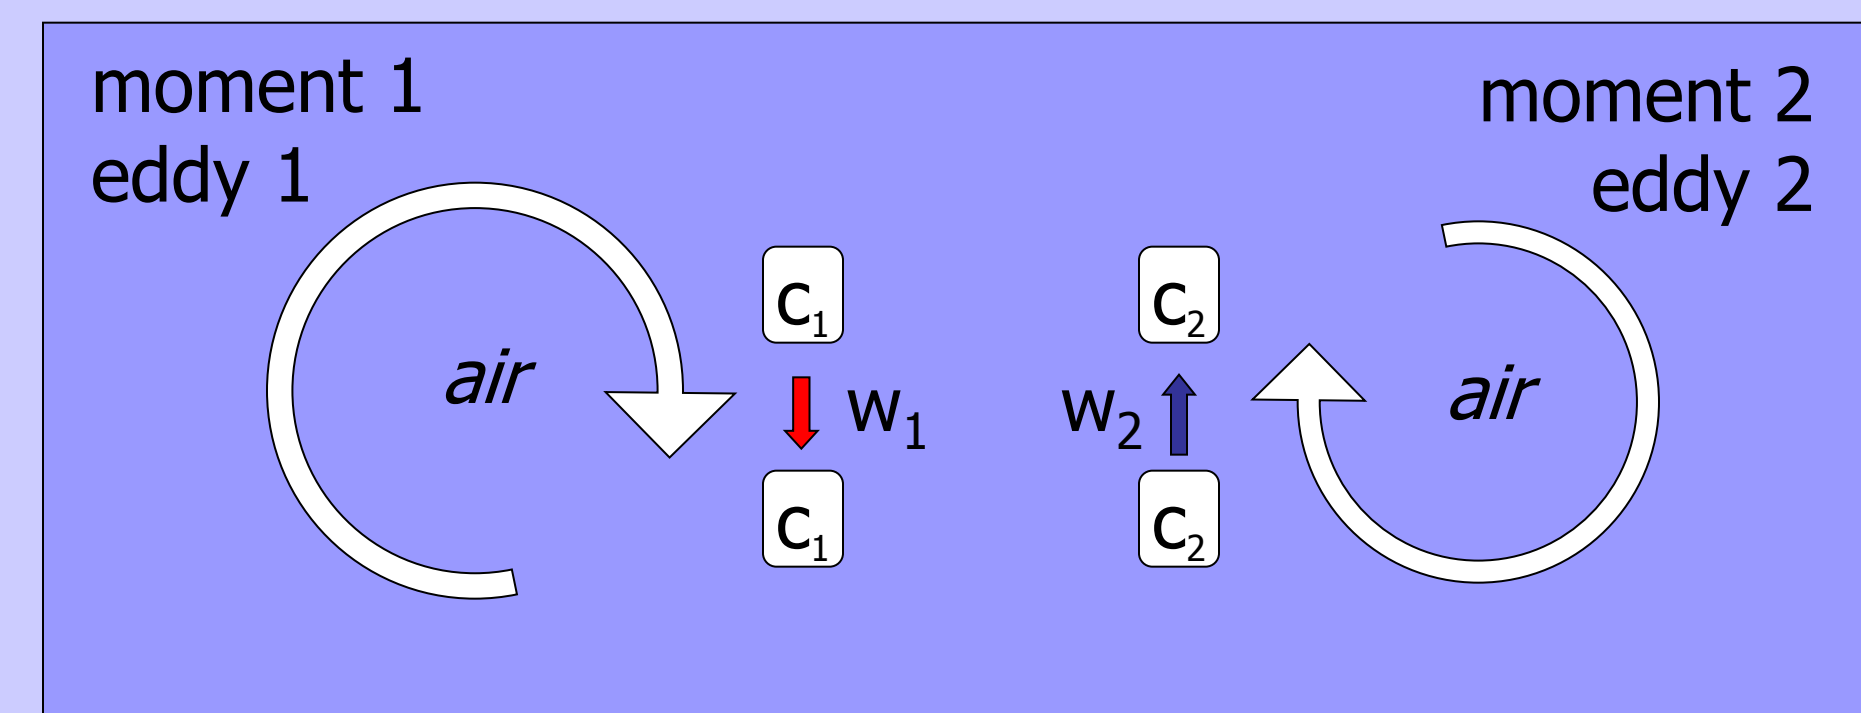 moment 1
eddy 1
moment 2
eddy 2
air
c₁
c₁
w₁
c₂
c₂
w₂
air